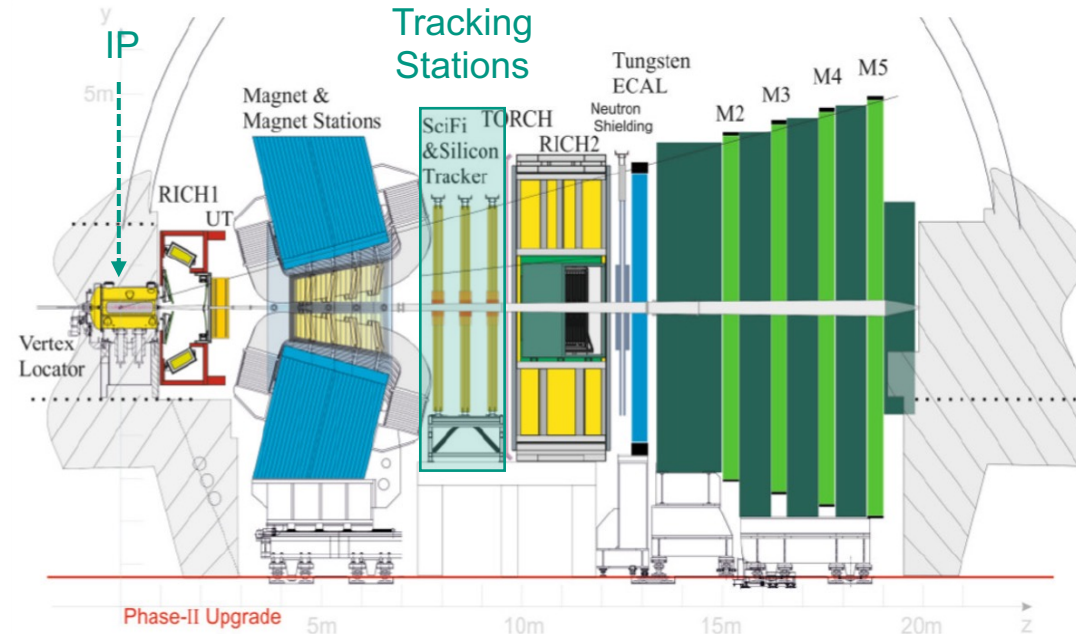 y
IP
Tracking
Stations
5m
Magnet &
Magnet Stations
SciFi
&Silicon
Tracker
TORCH
RICH2
Tungsten
ECAL
Neutron
Shielding
M2
M3
M4
M5
RICH1
UT
Vertex
Locator
Phase-II Upgrade
5m
10m
15m
20m
z